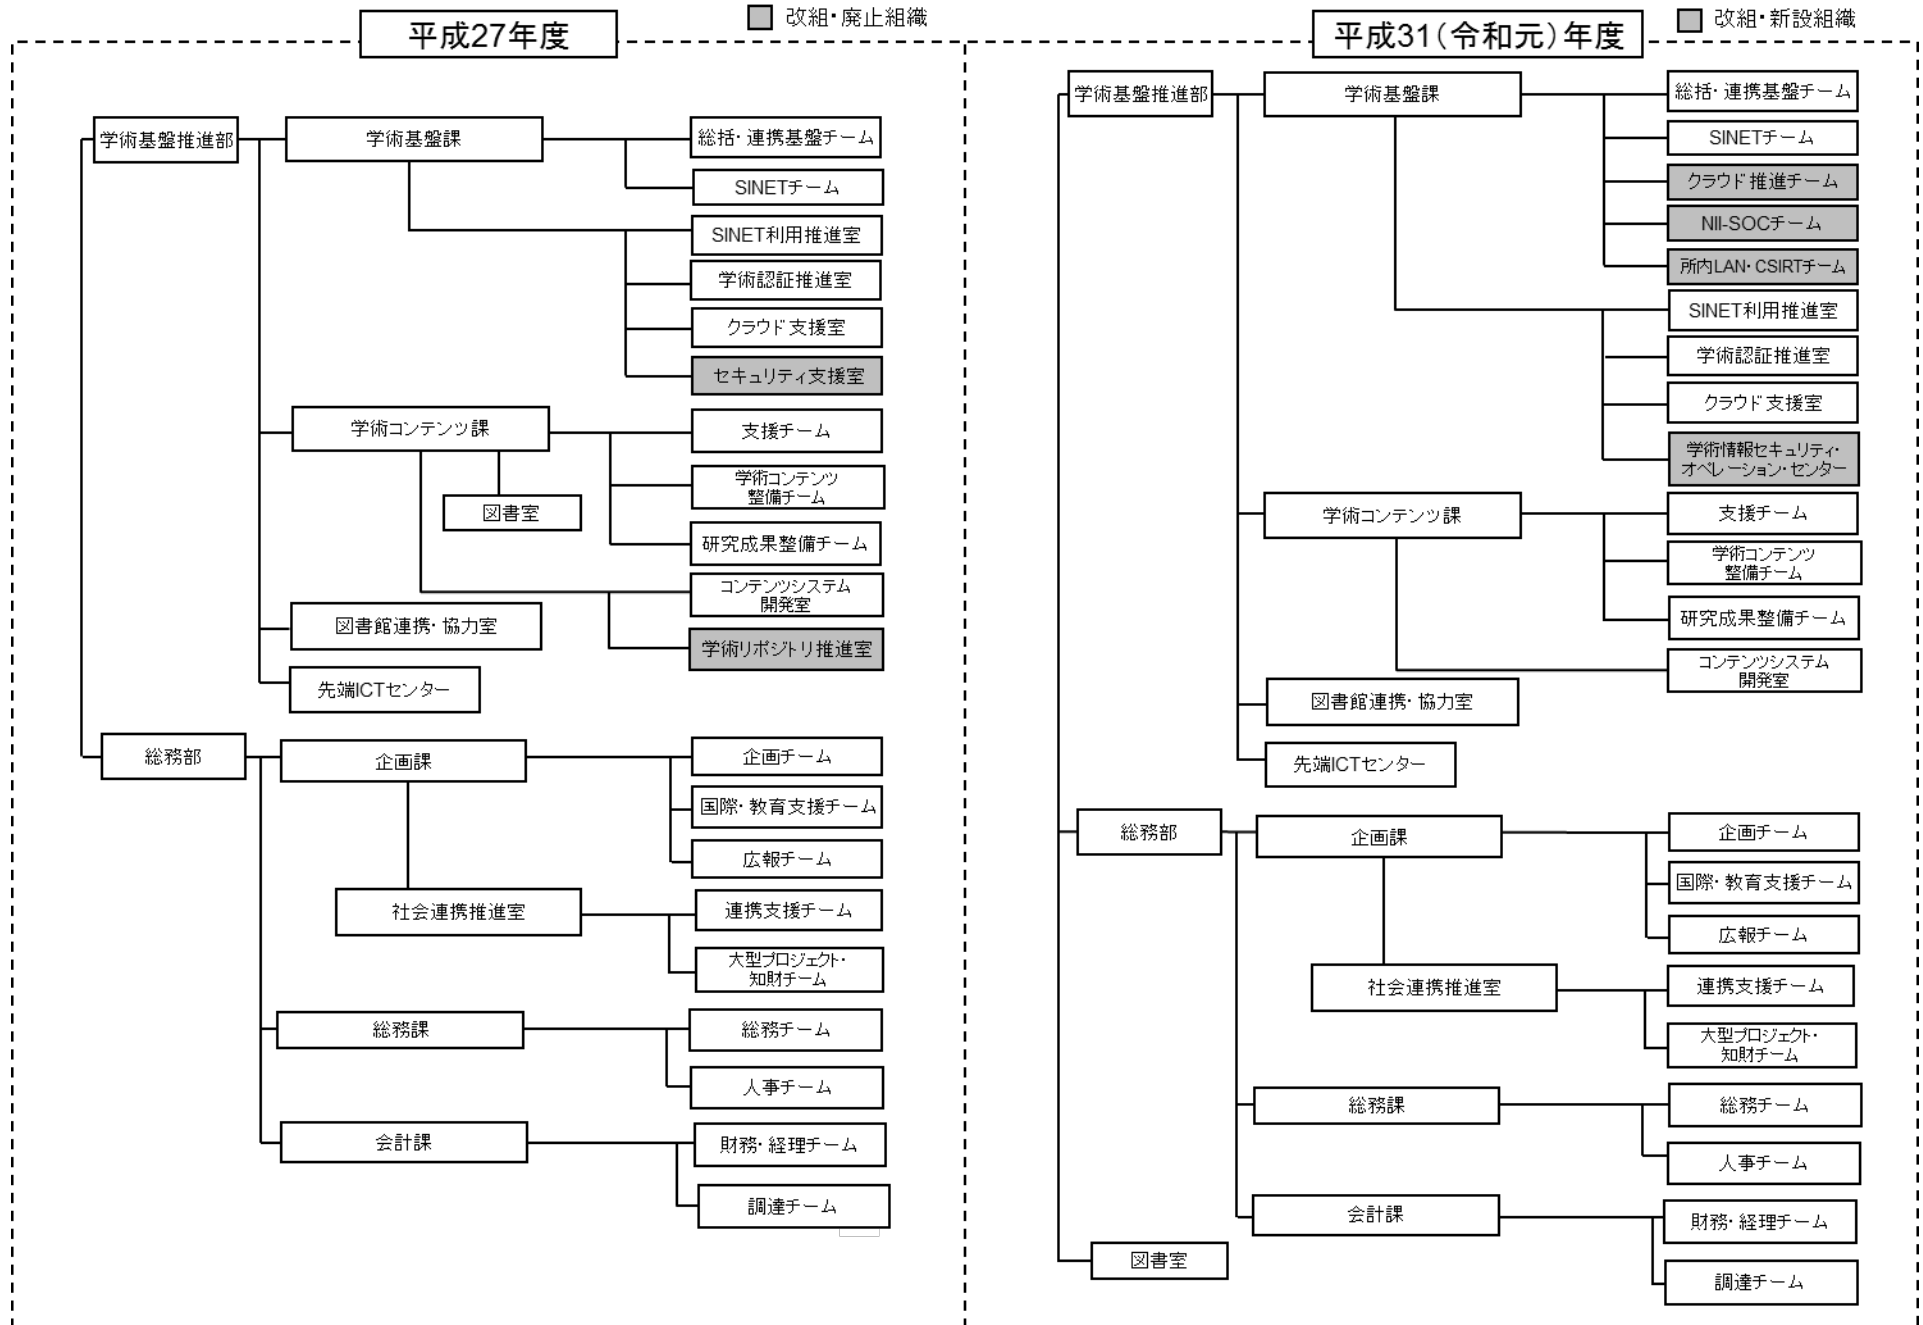 平成27年度
改組・廃止組織
学術基盤推進部
学術基盤課
総括・連携基盤チーム
SINETチーム
SINET利用推進室
学術認証推進室
クラウド支援室
セキュリティ支援室
学術コンテンツ課
支援チーム
学術コンテンツ
整備チーム
図書室
研究成果整備チーム
コンテンツシステム
開発室
図書館連携・協力室
学術リポジトリ推進室
先端ICTセンター
総務部
企画課
企画チーム
国際・教育支援チーム
広報チーム
社会連携推進室
連携支援チーム
大型プロジェクト・
知財チーム
総務課
総務チーム
人事チーム
会計課
財務・経理チーム
調達チーム
平成31(令和元)年度
改組・新設組織
学術基盤推進部
学術基盤課
総括・連携基盤チーム
SINETチーム
クラウド推進チーム
NII-SOCチーム
所内LAN・CSIRTチーム
SINET利用推進室
学術認証推進室
クラウド支援室
学術情報セキュリティ・
オペレーション・センター
学術コンテンツ課
支援チーム
学術コンテンツ
整備チーム
研究成果整備チーム
コンテンツシステム
開発室
図書館連携・協力室
先端ICTセンター
総務部
企画課
企画チーム
国際・教育支援チーム
広報チーム
社会連携推進室
連携支援チーム
大型プロジェクト・
知財チーム
総務課
総務チーム
人事チーム
会計課
財務・経理チーム
図書室
調達チーム